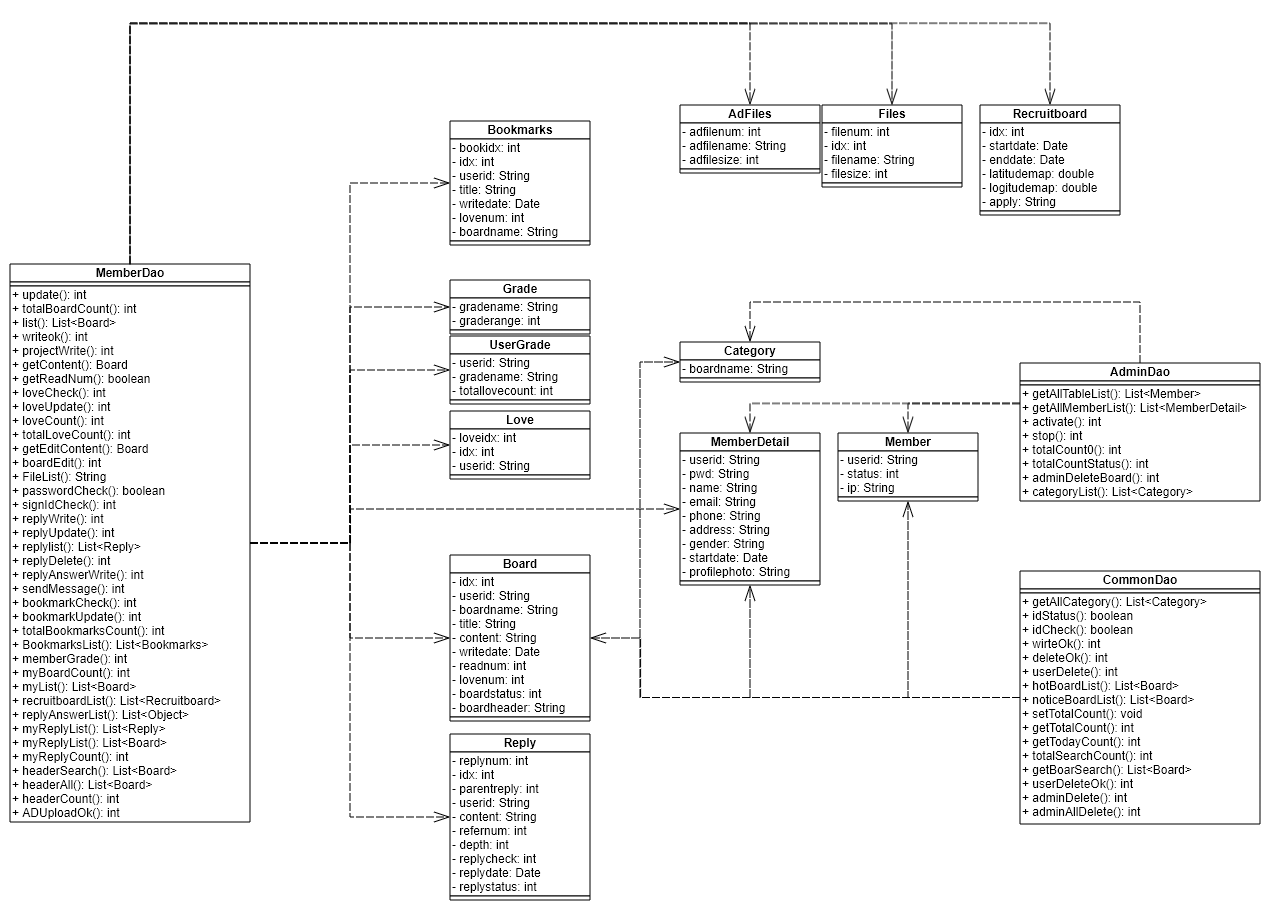 AdFiles
- adfilenum: int
- adfilename: String
- adfilesize: int
Files
- filenum: int
- idx: int
- filename: String
- filesize: int
Recruitboard
- idx: int
- startdate: Date
- enddate: Date
- latitudemap: double
- logitudemap: double
- apply: String
Bookmarks
- bookidx: int
- idx: int
- userid: String
- title: String
- writedate: Date
- lovenum: int
- boardname: String
MemberDao
+ update(): int
+ totalBoardCount(): int
+ list(): List<Board>
+ writeok(): int
+ projectWrite(): int
+ getContent(): Board
+ getReadNum(): boolean
+ loveCheck(): int
+ loveUpdate(): int
+ loveCount(): int
+ totalLoveCount(): int
+ getEditContent(): Board
+ boardEdit(): int
+ FileList(): String
+ passwordCheck(): boolean
+ signIdCheck(): int
+ replyWrite(): int
+ replyUpdate(): int
+ replylist(): List<Reply>
+ replyDelete(): int
+ replyAnswerWrite(): int
+ sendMessage(): int
+ bookmarkCheck(): int
+ bookmarkUpdate(): int
+ totalBookmarksCount(): int
+ BookmarksList(): List<Bookmarks>
+ memberGrade(): int
+ myBoardCount(): int
+ myList(): List<Board>
+ recruitboardList(): List<Recruitboard>
+ replyAnswerList(): List<Object>
+ myReplyList(): List<Reply>
+ myReplyList(): List<Board>
+ myReplyCount(): int
+ headerSearch(): List<Board>
+ headerAll(): List<Board>
+ headerCount(): int
+ ADUploadOk(): int
Grade
- gradename: String
- graderange: int
UserGrade
- userid: String
- gradename: String
- totallovecount: int
Love
- loveidx: int
- idx: int
- userid: String
Category
- boardname: String
AdminDao
+ getAllTableList(): List<Member>
+ getAllMemberList(): List<MemberDetail>
+ activate(): int
+ stop(): int
+ totalCount0(): int
+ totalCountStatus(): int
+ adminDeleteBoard(): int
+ categoryList(): List<Category>
MemberDetail
- userid: String
- pwd: String
- name: String
- email: String
- phone: String
- address: String
- gender: String
- startdate: Date
- profilephoto: String
Member
- userid: String
- status: int
- ip: String
Board
- idx: int
- userid: String
- boardname: String
- title: String
- content: String
- writedate: Date
- readnum: int
- lovenum: int
- boardstatus: int
- boardheader: String
CommonDao
+ getAllCategory(): List<Category>
+ idStatus(): boolean
+ idCheck(): boolean
+ wirteOk(): int
+ deleteOk(): int
+ userDelete(): int
+ hotBoardList(): List<Board>
+ noticeBoardList(): List<Board>
+ setTotalCount(): void
+ getTotalCount(): int
+ getTodayCount(): int
+ totalSearchCount(): int
+ getBoarSearch(): List<Board>
+ userDeleteOk(): int
+ adminDelete(): int
+ adminAllDelete(): int
Reply
- replynum: int
- idx: int
- parentreply: int
- userid: String
- content: String
- refernum: int
- depth: int
- replycheck: int
- replydate: Date
- replystatus: int